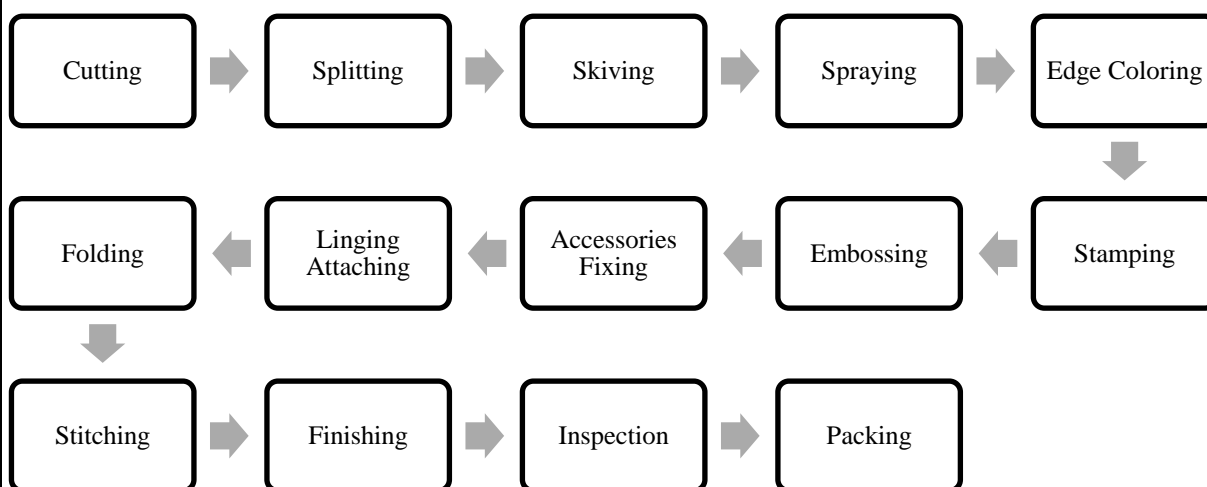 Cutting
Splitting
Skiving
Spraying
Edge Coloring
Stamping
Embossing
Accessories
Fixing
Linging
Attaching
Folding
Stitching
Finishing
Inspection
Packing